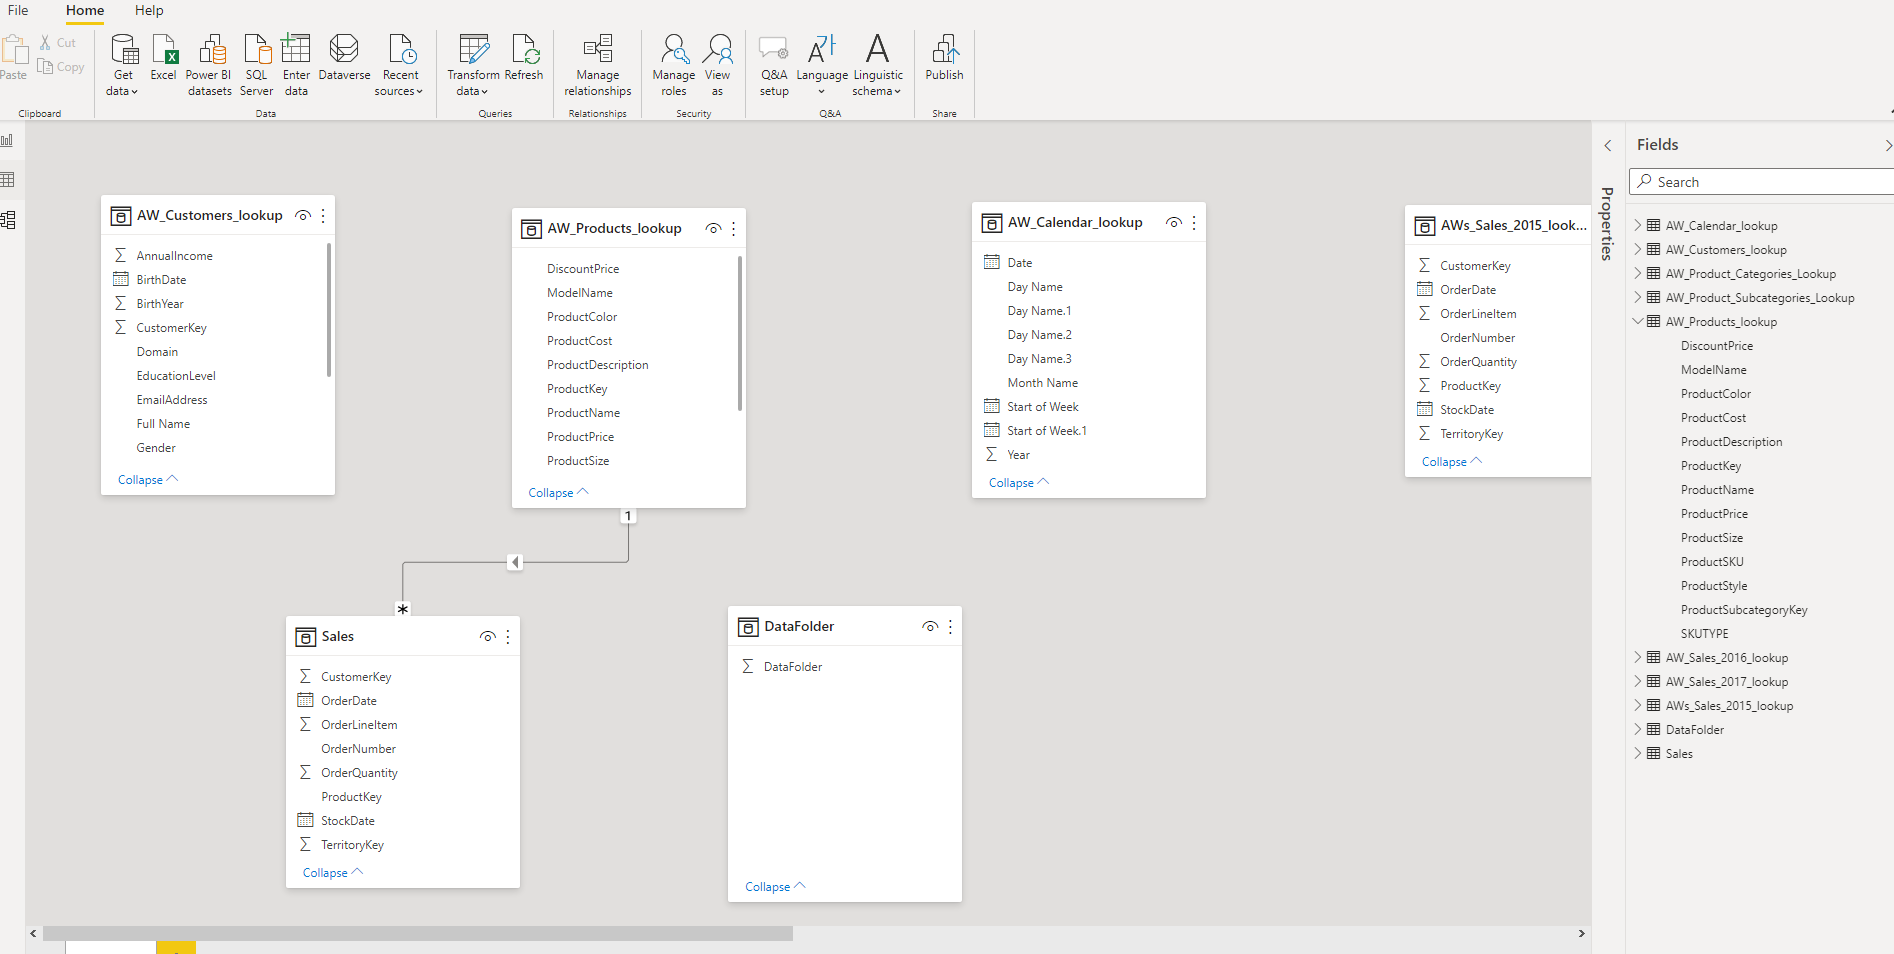 File Home Help
Paste
Cut
Copy
Clipboard
Get data
Excel
Power BI datasets
SQL Server
Enter data
Dataverse
Recent sources
Data
Transform data
Refresh
Queries
Manage relationships
Relationships
Manage roles
View as
Security
Q&A setup
Language
Linguistic schema
Q&A
Publish
Share
AW_Customers_lookup
AnnualIncome
BirthDate
BirthYear
CustomerKey
Domain
EducationLevel
EmailAddress
Full Name
Gender
Collapse
AW_Products_lookup
DiscountPrice
ModelName
ProductColor
ProductCost
ProductDescription
ProductKey
ProductName
ProductPrice
ProductSize
Collapse
1
*
AW_Calendar_lookup
Date
Day Name
Day Name.1
Day Name.2
Day Name.3
Month Name
Start of Week
Start of Week.1
Year
Collapse
AWs_Sales_2015_look...
CustomerKey
OrderDate
OrderLineItem
OrderNumber
OrderQuantity
ProductKey
StockDate
TerritoryKey
Collapse
Sales
CustomerKey
OrderDate
OrderLineItem
OrderNumber
OrderQuantity
ProductKey
StockDate
TerritoryKey
Collapse
DataFolder
DataFolder
Collapse
Properties
Fields
Search
AW_Calendar_lookup
AW_Customers_lookup
AW_Product_Categories_Lookup
AW_Product_Subcategories_Lookup
AW_Products_lookup
DiscountPrice
ModelName
ProductColor
ProductCost
ProductDescription
ProductKey
ProductName
ProductPrice
ProductSize
ProductSKU
ProductStyle
ProductSubcategoryKey
SKUTYPE
AW_Sales_2016_lookup
AW_Sales_2017_lookup
AWs_Sales_2015_lookup
DataFolder
Sales